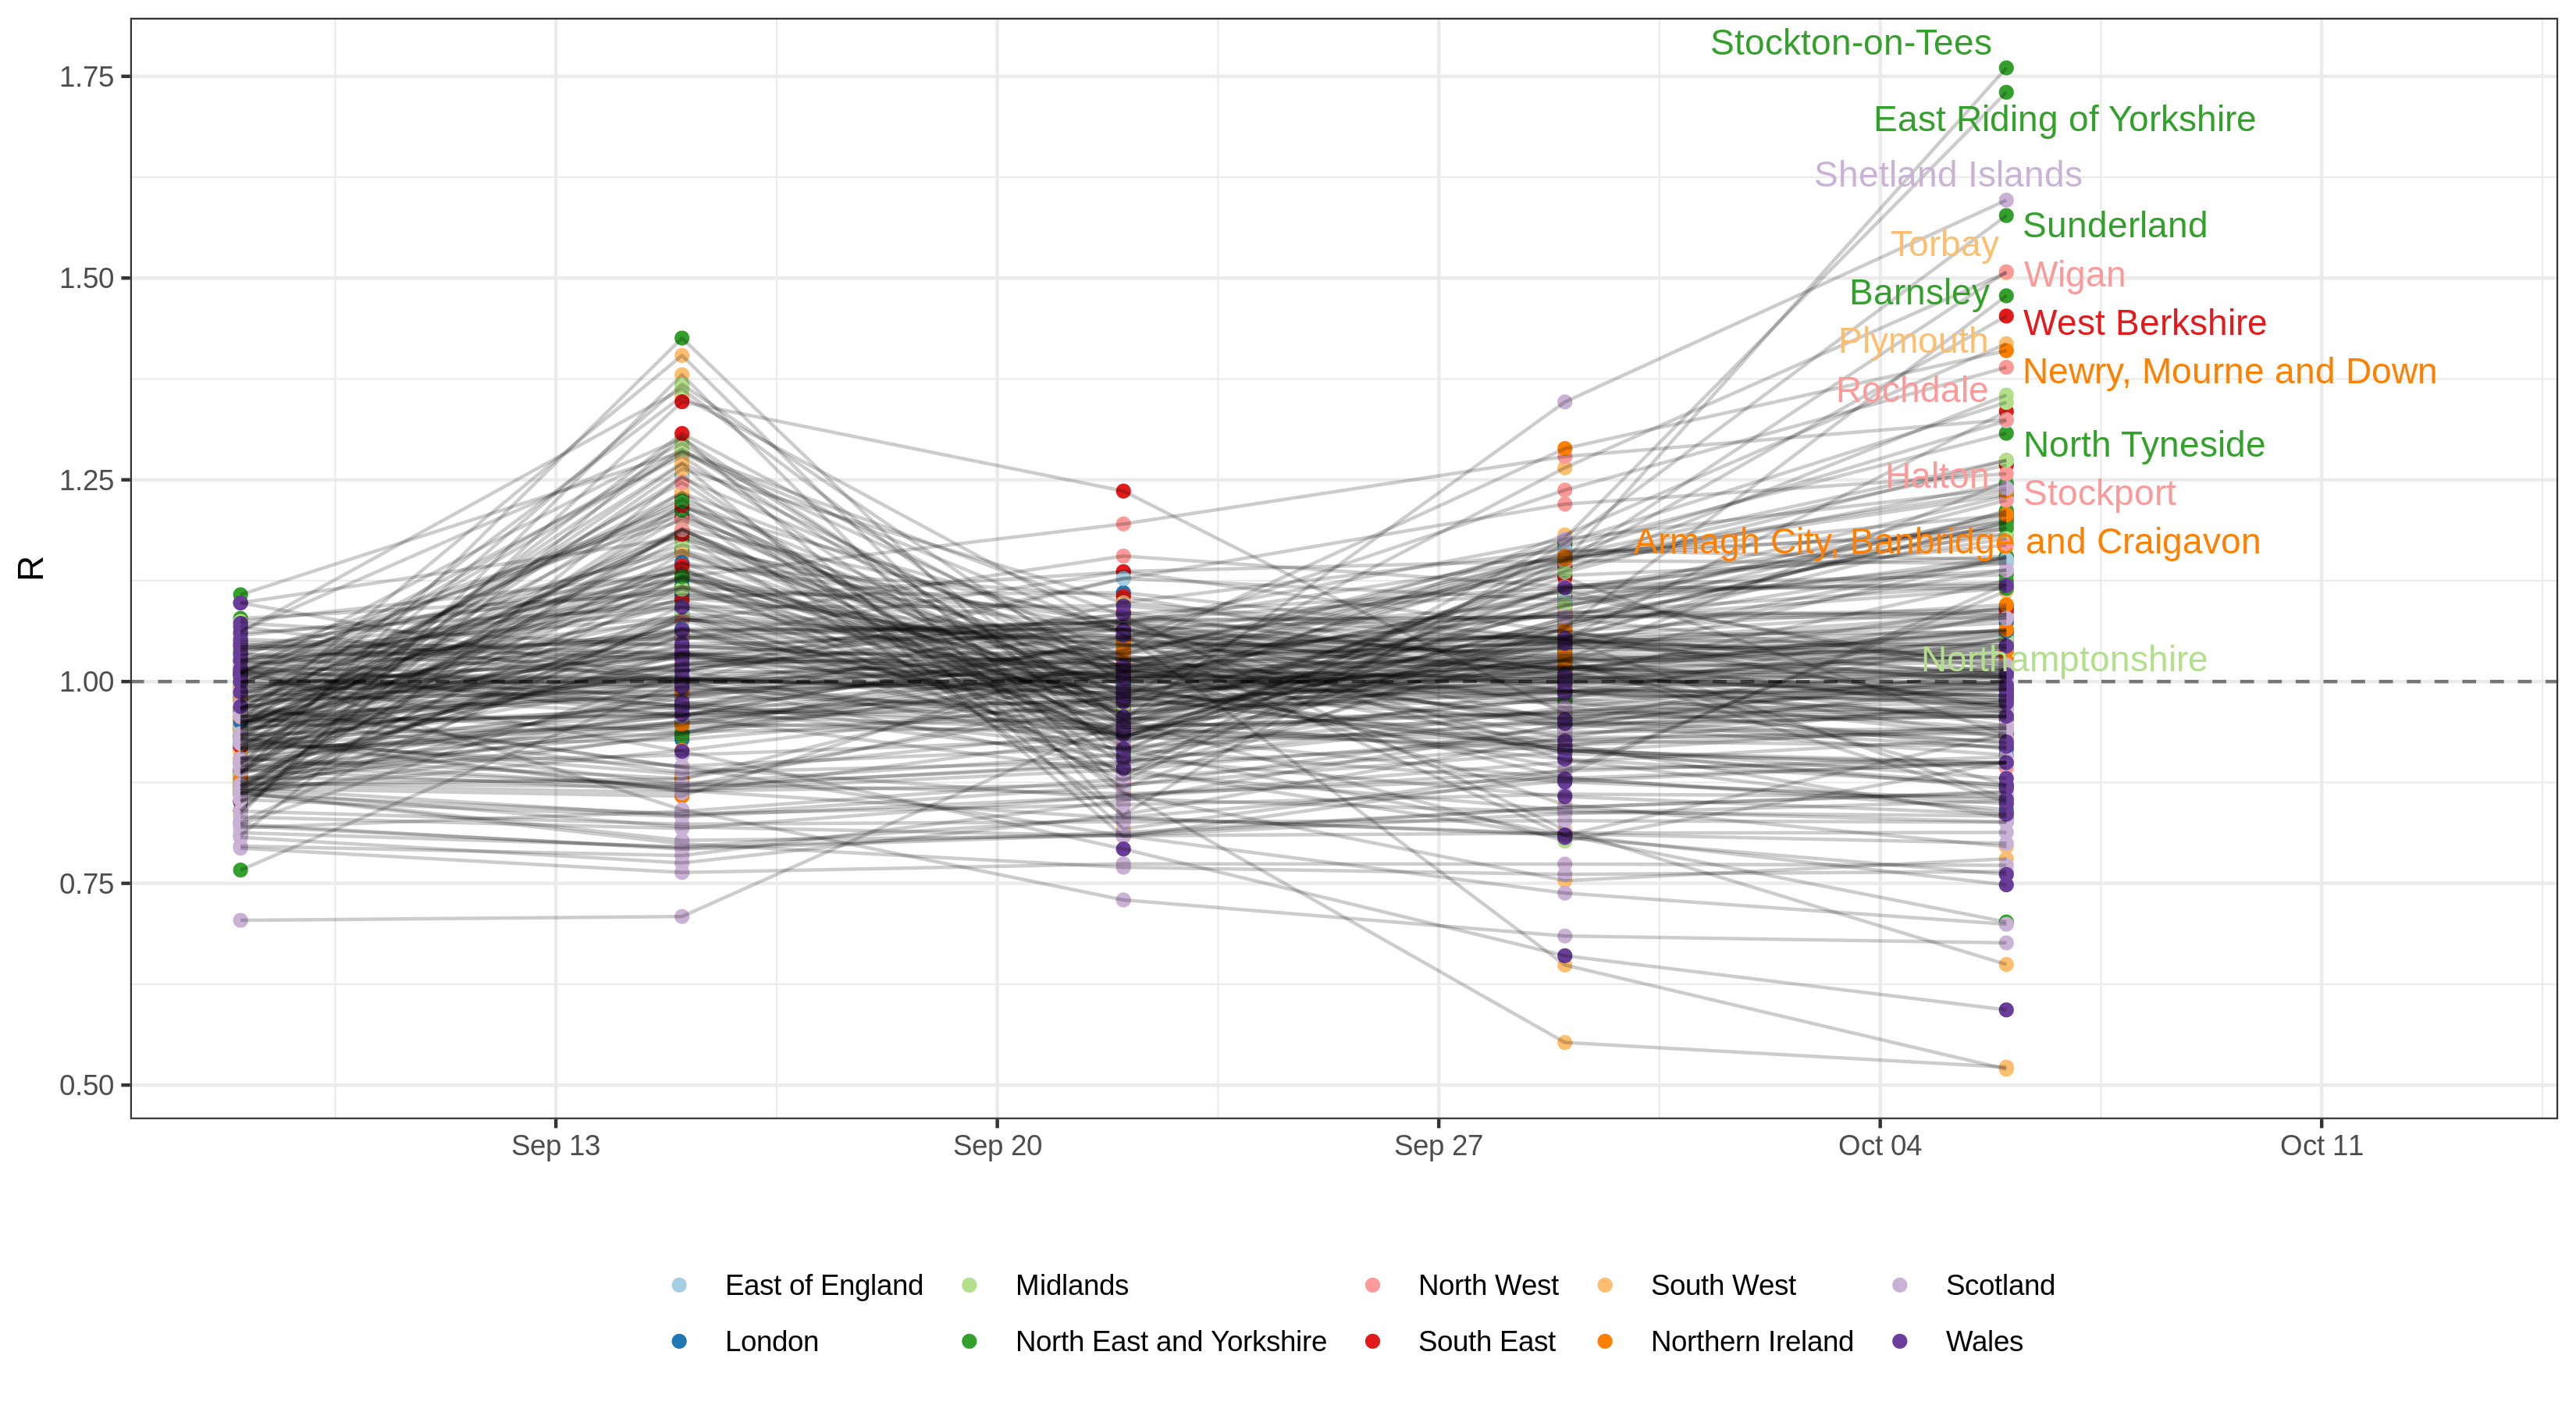 Stockton-on-Tees
1.75
East Riding of Yorkshire
Shetland Islands
Sunderland
Torbay
1.50
Wigan
Barnsley
West Berkshire
Plymouth
Newry, Mourne and Down
Rochdale
North Tyneside
1.25
Halton
Stockport
Armagh City, Banbridge and Craigavon
R
Northamptonshire
1.00
0.75
0.50
Sep 13 Sep 20 Sep 27 Oct 04 Oct 11
East of England Midlands North West South West Scotland
London North East and Yorkshire South East Northern Ireland Wales